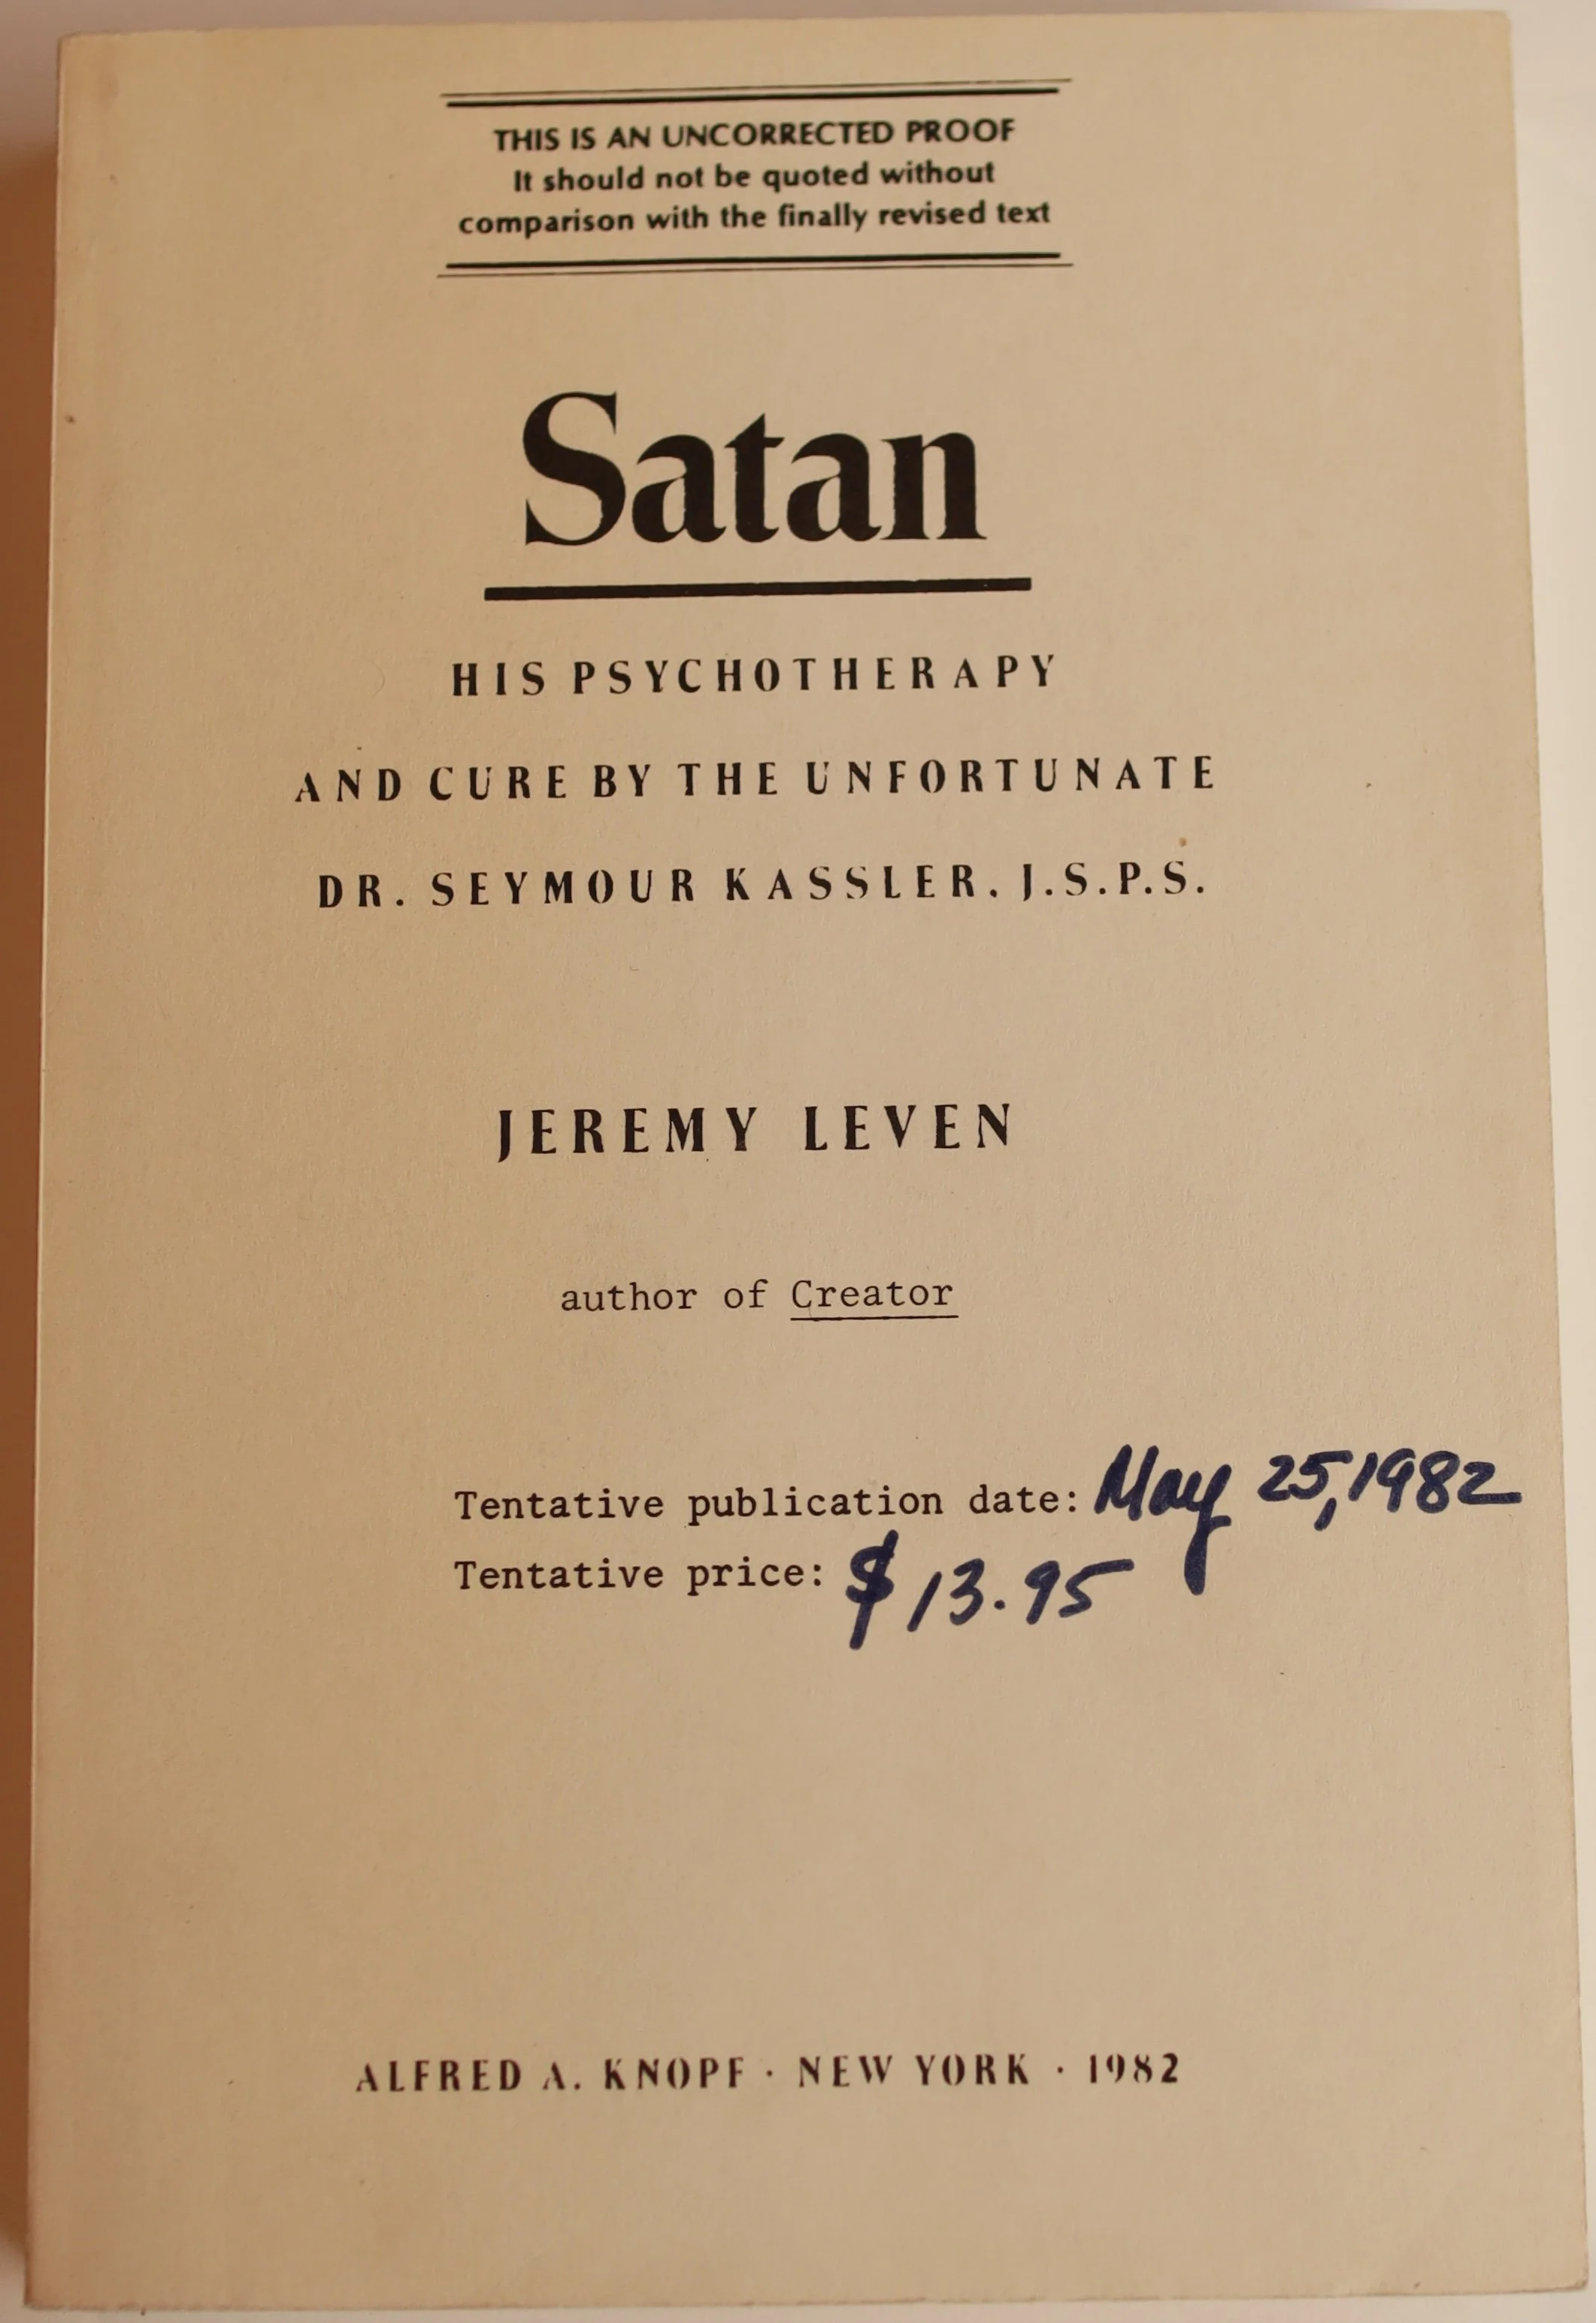 THIS IS AN UNCORRECTED PROOF
It should not be quoted without
comparison with the finally revised text
Satan
HIS PSYCHOTHERAPY
AND CURE BY THE UNFORTUNATE
DR. SEYMOUR KASSLER, J.S.P.S.
JEREMY LEVEN
author of Creator
Tentative publication date: May 25, 1982
Tentative price: $13.95
ALFRED A. KNOPF · NEW YORK · 1982